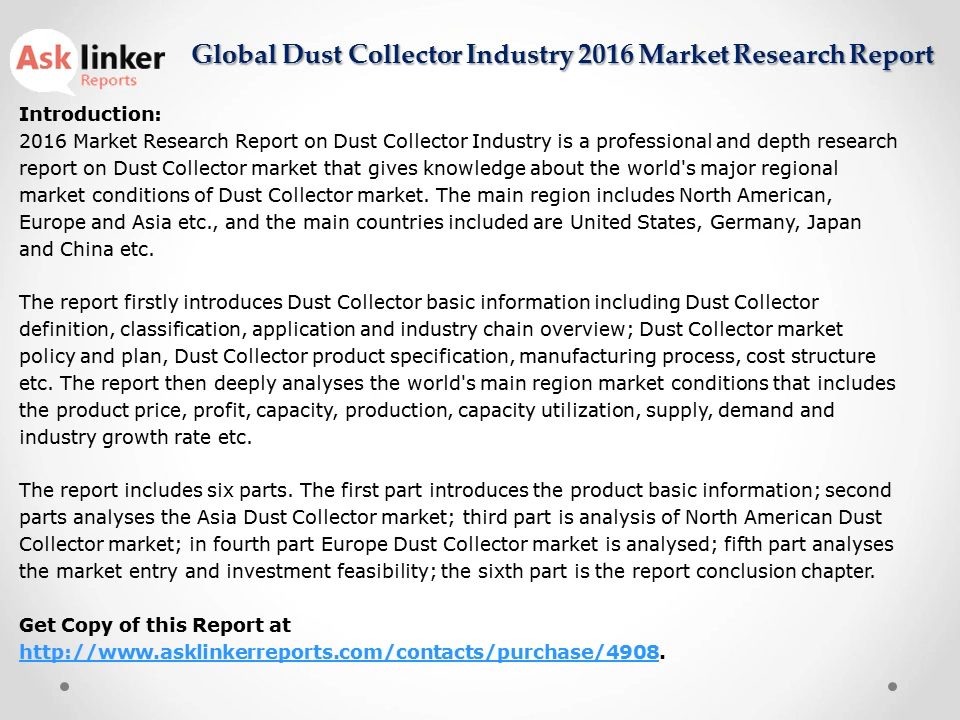 Ask linker
Reports
Global Dust Collector Industry 2016 Market Research Report
Introduction:
2016 Market Research Report on Dust Collector Industry is a professional and depth research
report on Dust Collector market that gives knowledge about the world's major regional
market conditions of Dust Collector market. The main region includes North American,
Europe and Asia etc., and the main countries included are United States, Germany, Japan
and China etc.
The report firstly introduces Dust Collector basic information including Dust Collector
definition, classification, application and industry chain overview; Dust Collector market
policy and plan, Dust Collector product specification, manufacturing process, cost structure
etc. The report then deeply analyses the world's main region market conditions that includes
the product price, profit, capacity, production, capacity utilization, supply, demand and
industry growth rate etc.
The report includes six parts. The first part introduces the product basic information; second
parts analyses the Asia Dust Collector market; third part is analysis of North American Dust
Collector market; in fourth part Europe Dust Collector market is analysed; fifth part analyses
the market entry and investment feasibility; the sixth part is the report conclusion chapter.
Get Copy of this Report at
http://www.asklinkerreports.com/contacts/purchase/4908.